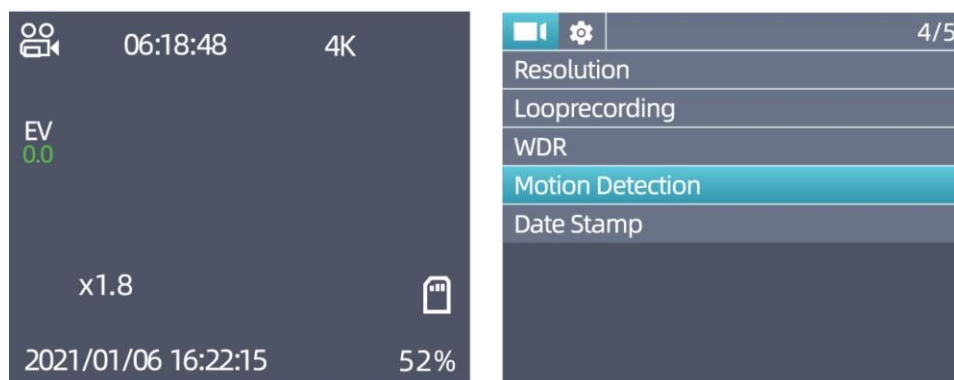 06:18:48 4K
EV
0.0
x1.8
2021/01/06 16:22:15 52%
4/5
Resolution
Looprecording
WDR
Motion Detection
Date Stamp